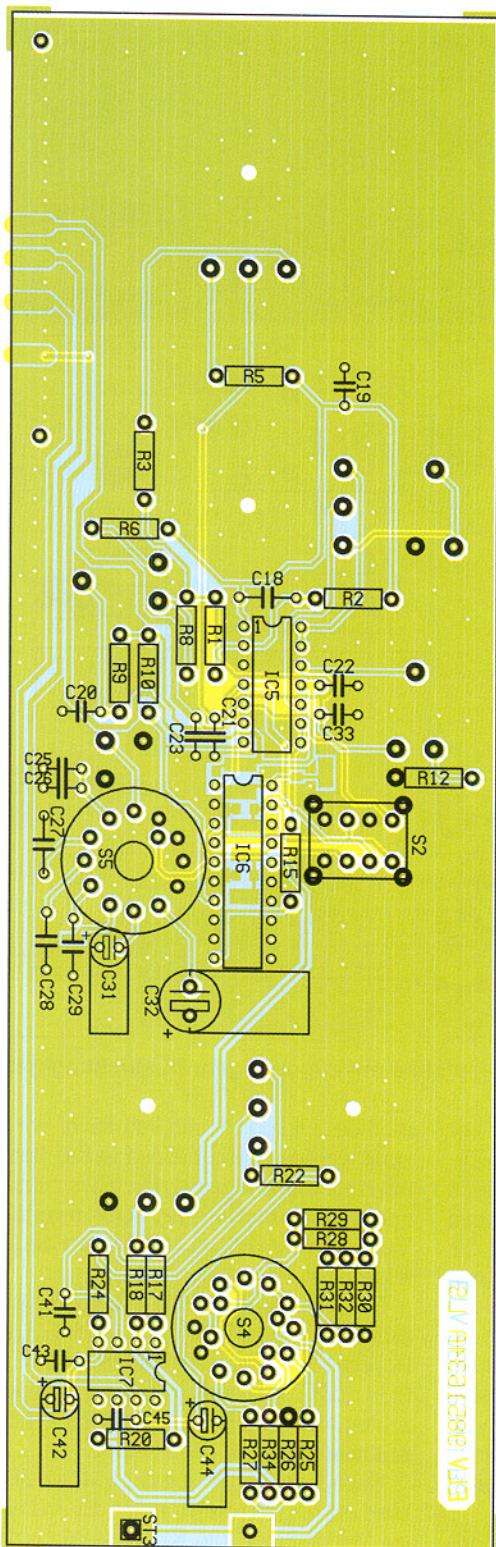 R5
C19
R3
R6
C18
R2
R8
R1
1
IC5
R9
R10
C22
C20
C21
C33
C23
C25
C26
R12
C27
S5
IC6
R15
S2
+
C31
C28
C29
C32
+
R22
R29
R28
R24
R18
R17
R31
R32
R30
C41
S4
C43
IC7
1
+
C42
C45
+
R20
C44
R27
R34
R26
R25
ST3